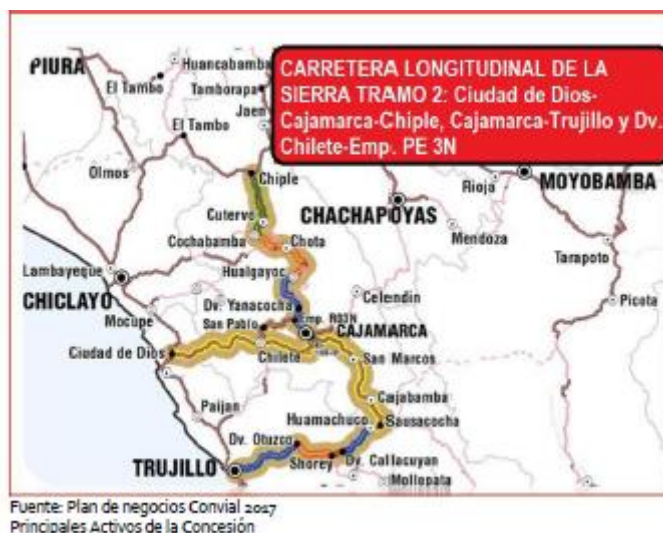 PIURA
Huancabamba
El Tambo
Tamborapa
Jaen
El Tambo
CARRETERA LONGITUDINAL DE LA
SIERRA TRAMO 2: Ciudad de Dios-
Cajamarca-Chiple, Cajamarca-Trujillo y Dv.
Chilete-Emp. PE 3N
Olmos
Chiple
Rioja
MOYOBAMBA
Cutervo
CHACHAPOYAS
Cochabamba
Chota
Mendoza
Tarapoto
Lambayeque
Hualgayoc
CHICLAYO
Celendin
Picota
Mocupe
Dv. Yanacocha
San Pablo
Emp. R03N
CAJAMARCA
Ciudad de Dios
Chilete
San Marcos
Cajabamba
Paijan
Huamachuco
Sausacocha
Dv. Otuzco
TRUJILLO
Shorey
Dv. Callacuyan
Mollepata
Fuente: Plan de negocios Convial 2017
Principales Activos de la Concesión